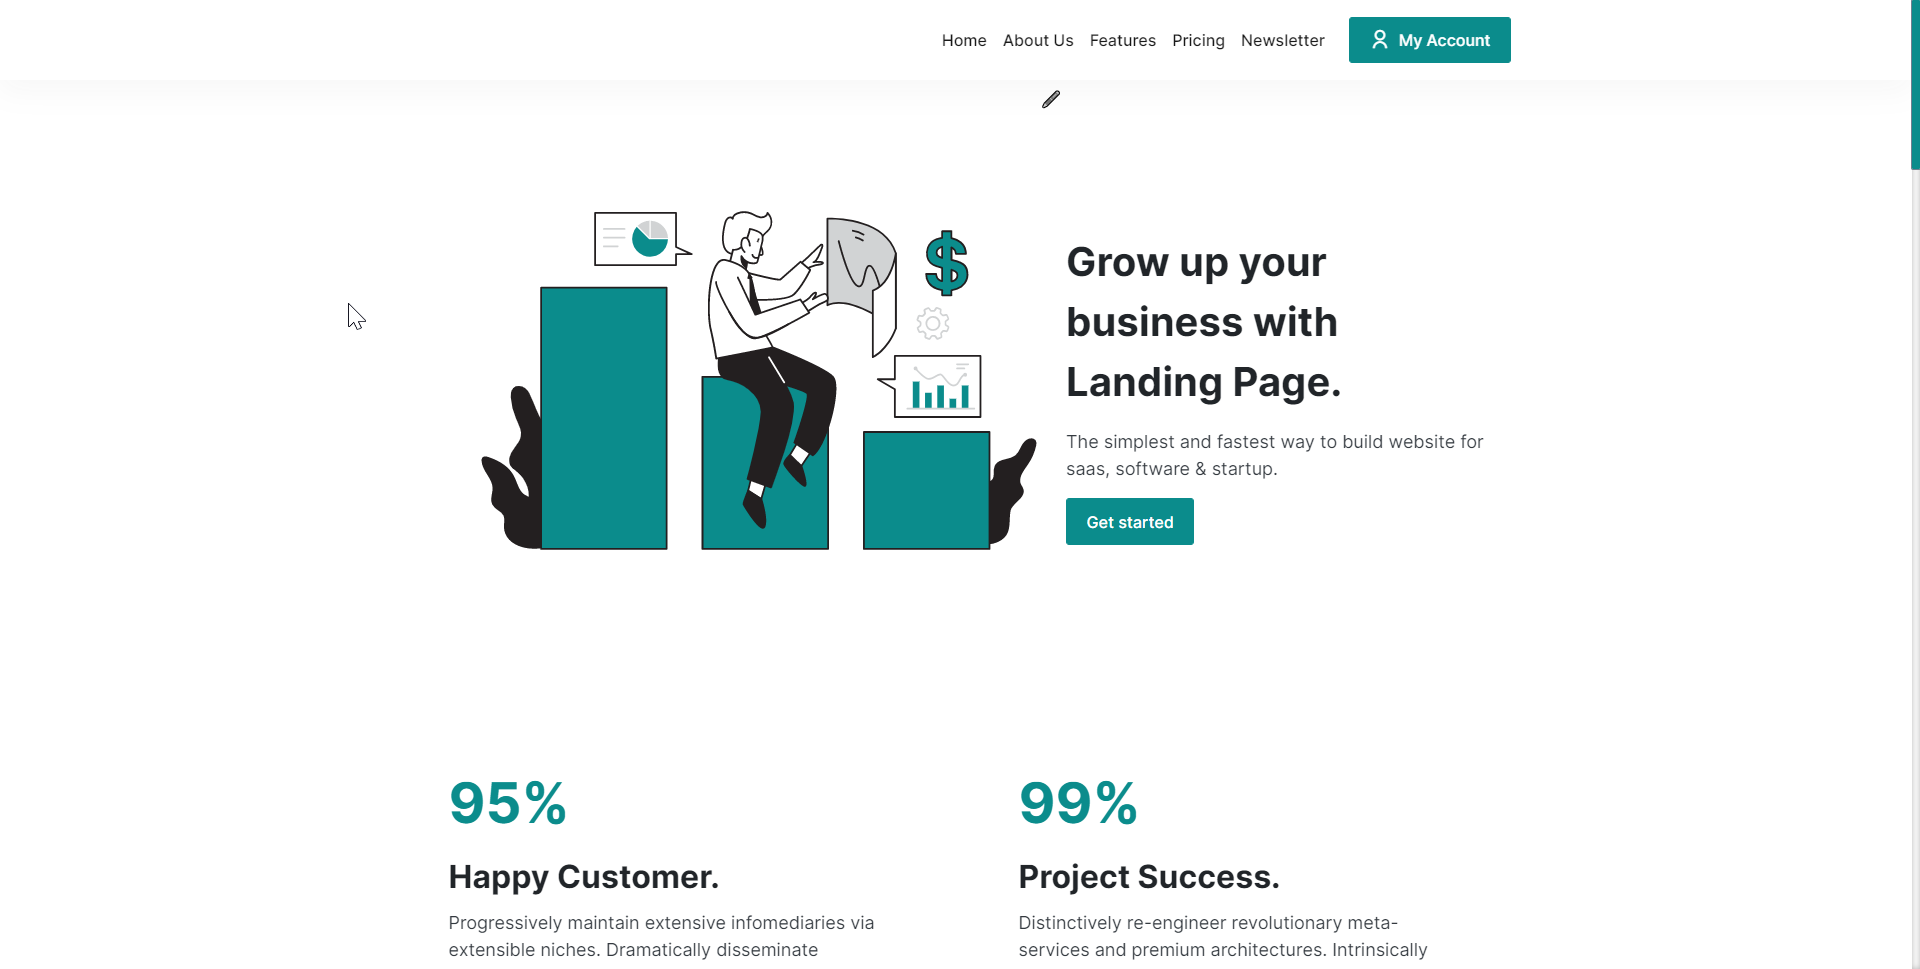 Home About Us Features Pricing Newsletter My Account
Grow up your
business with
Landing Page.
The simplest and fastest way to build website for
saas, software & startup.
Get started
95%
Happy Customer.
Progressively maintain extensive infomediaries via
extensible niches. Dramatically disseminate
99%
Project Success.
Distinctively re-engineer revolutionary meta-
services and premium architectures. Intrinsically